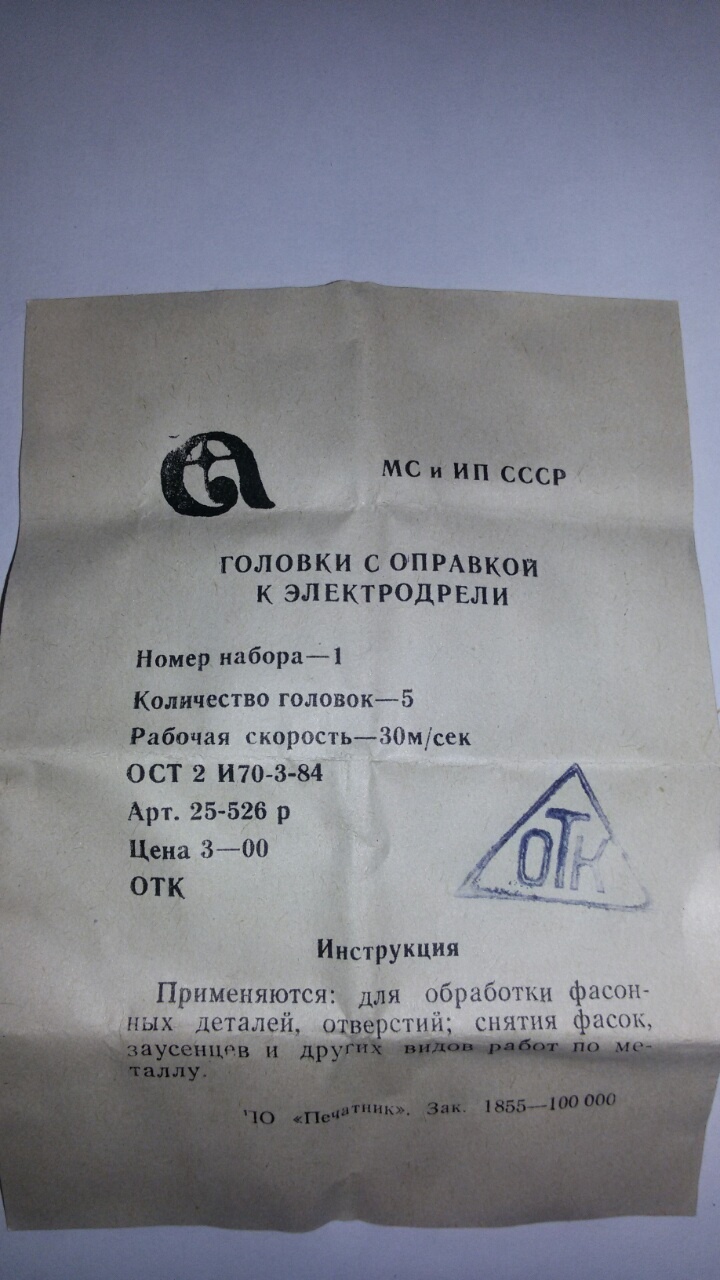 МС и ИП СССР
ГОЛОВКИ С ОПРАВКОЙ
К ЭЛЕКТРОДРЕЛИ
Номер набора—1
Количество головок—5
Рабочая скорость—30м/сек
ОСТ 2 И70-3-84
Арт. 25-526 р
Цена 3—00
ОТК
ОТК
Инструкция
Применяются: для обработки фасон-
ных деталей, отверстий; снятия фасок,
заусенцев и других видов работ по ме-
таллу.
ПО «Печатник». Зак. 1855—100 000